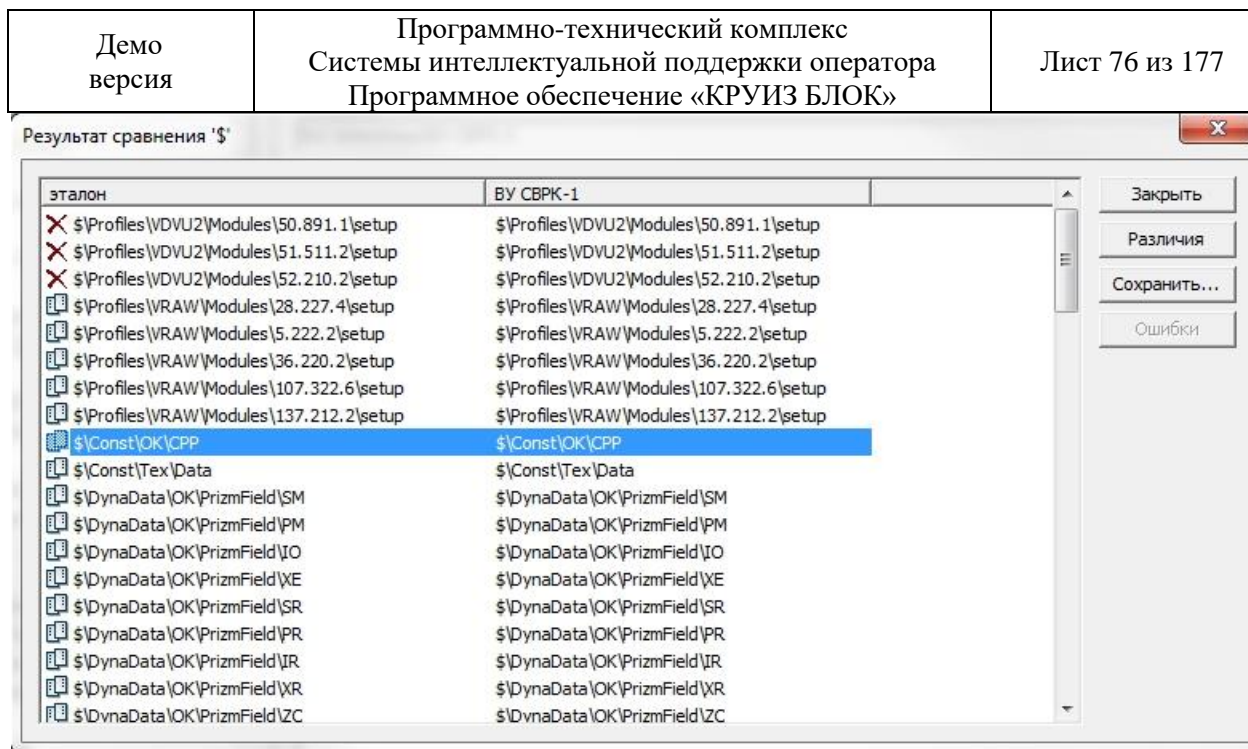 Демо
версия
Программно-технический комплекс
Системы интеллектуальной поддержки оператора
Программное обеспечение «КРУИЗ БЛОК»
Лист 76 из 177
Результат сравнения '$'
эталон ВУ СВРК-1
$\Profiles\VDVU2\Modules\50.891.1\setup $\Profiles\VDVU2\Modules\50.891.1\setup
$\Profiles\VDVU2\Modules\51.511.2\setup $\Profiles\VDVU2\Modules\51.511.2\setup
$\Profiles\VDVU2\Modules\52.210.2\setup $\Profiles\VDVU2\Modules\52.210.2\setup
$\Profiles\VRAW\Modules\28.227.4\setup $\Profiles\VRAW\Modules\28.227.4\setup
$\Profiles\VRAW\Modules\5.222.2\setup $\Profiles\VRAW\Modules\5.222.2\setup
$\Profiles\VRAW\Modules\36.220.2\setup $\Profiles\VRAW\Modules\36.220.2\setup
$\Profiles\VRAW\Modules\107.322.6\setup $\Profiles\VRAW\Modules\107.322.6\setup
$\Profiles\VRAW\Modules\137.212.2\setup $\Profiles\VRAW\Modules\137.212.2\setup
$\Const\OK\CPP $\Const\OK\CPP
$\Const\Tex\Data $\Const\Tex\Data
$\DynaData\OK\PrizmField\SM $\DynaData\OK\PrizmField\SM
$\DynaData\OK\PrizmField\PM $\DynaData\OK\PrizmField\PM
$\DynaData\OK\PrizmField\IO $\DynaData\OK\PrizmField\IO
$\DynaData\OK\PrizmField\XE $\DynaData\OK\PrizmField\XE
$\DynaData\OK\PrizmField\SR $\DynaData\OK\PrizmField\SR
$\DynaData\OK\PrizmField\PR $\DynaData\OK\PrizmField\PR
$\DynaData\OK\PrizmField\IR $\DynaData\OK\PrizmField\IR
$\DynaData\OK\PrizmField\XR $\DynaData\OK\PrizmField\XR
$\DynaData\OK\PrizmField\ZC $\DynaData\OK\PrizmField\ZC
Закрыть
Различия
Сохранить...
Ошибки